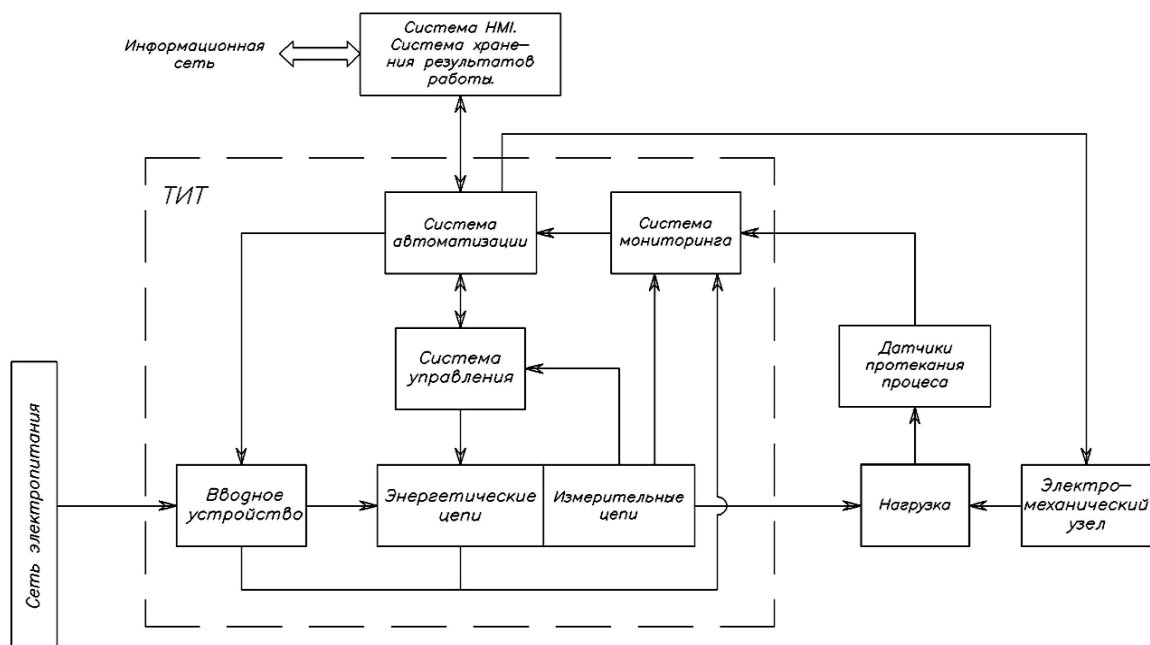 Информационная
сеть
Система HMI.
Система хране–
ния результатов
работы.
ТИТ
Система
автоматизации
Система
мониторинга
Система
управления
Датчики
протекания
процеса
Сеть электропитания
Вводное
устройство
Энергетические
цепи
Измерительные
цепи
Нагрузка
Электро–
механический
узел